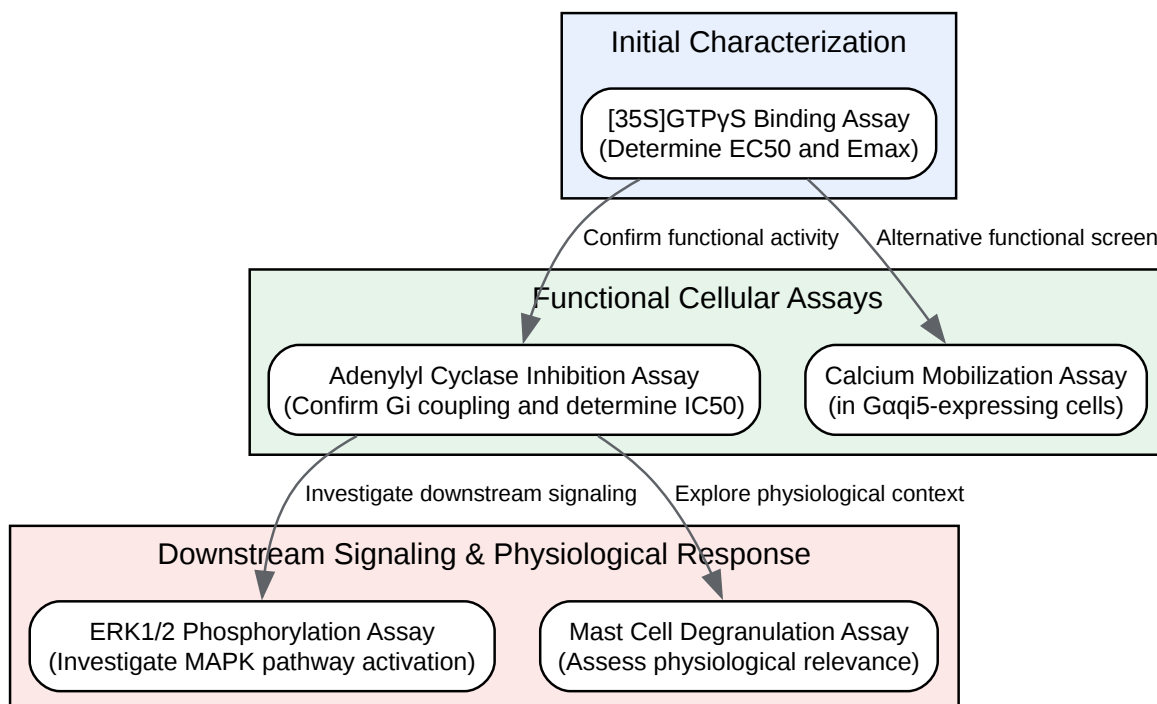 Initial Characterization
[35S]GTPγS Binding Assay
(Determine EC50 and Emax)
Confirm functional activity
Alternative functional screen
Functional Cellular Assays
Adenylyl Cyclase Inhibition Assay
(Confirm Gi coupling and determine IC50)
Calcium Mobilization Assay
(in Gαqi5-expressing cells)
Investigate downstream signaling
Explore physiological context
Downstream Signaling & Physiological Response
ERK1/2 Phosphorylation Assay
(Investigate MAPK pathway activation)
Mast Cell Degranulation Assay
(Assess physiological relevance)